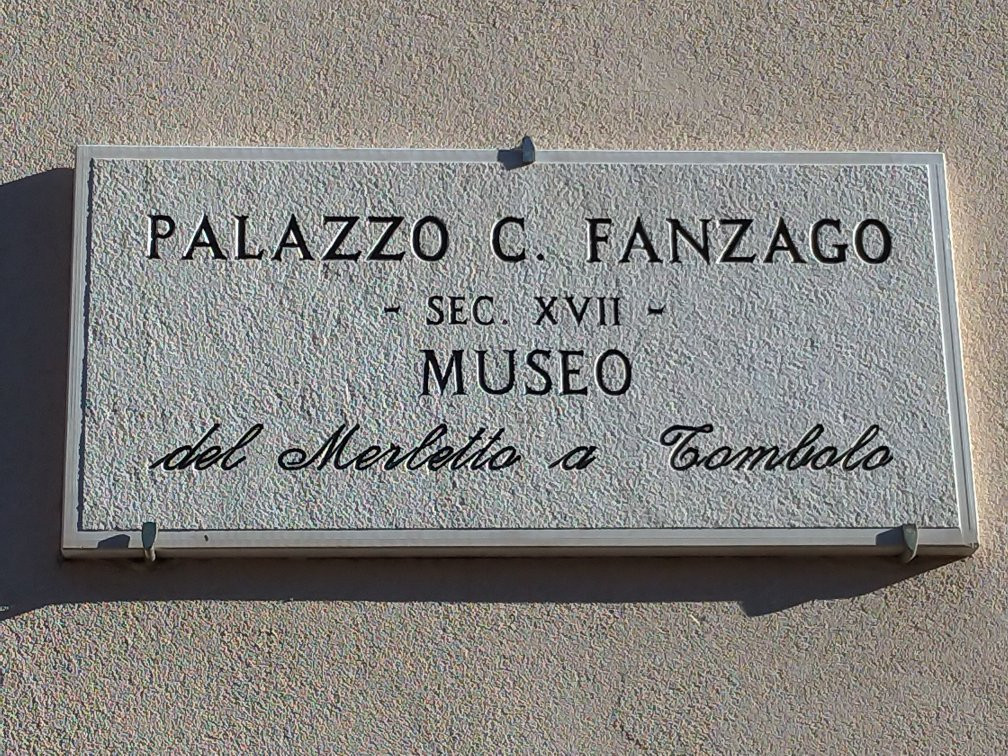 PALAZZO C. FANZAGO
- SEC. XVII -
MUSEO
del Merletto a Tombolo